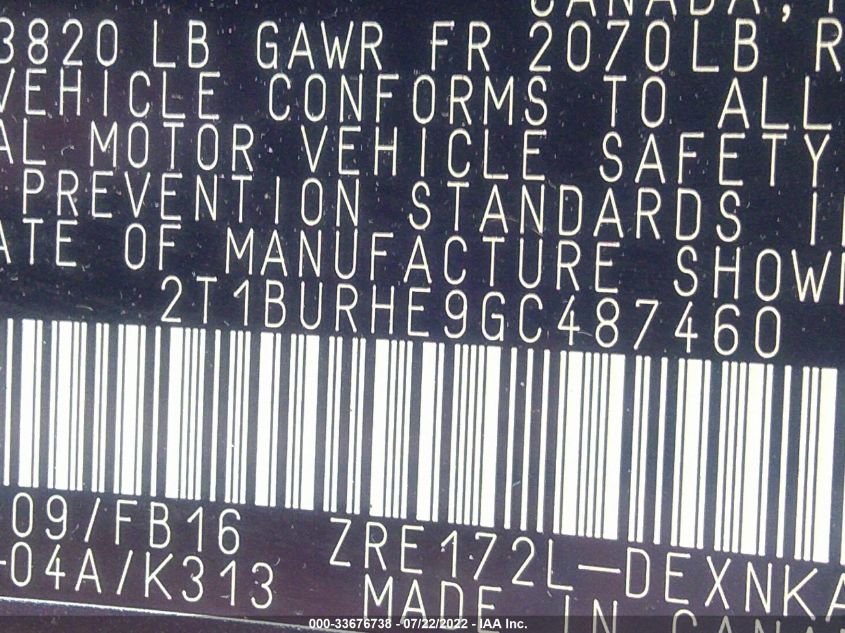 CANADA,
3820 LB GAWR FR 2070LB, R
VEHICLE CONFORMS TO ALL
AL MOTOR VEHICLE SAFETY
PREVENTION STANDARDS I
ATE OF MANUFACTURE SHOWN
2T1BURHE9GC487460
09/FB16 ZRE172L-DEXNKA
-04A/K313 MADE IN CANA
000-33676738 - 07/22/2022 - IAA Inc.